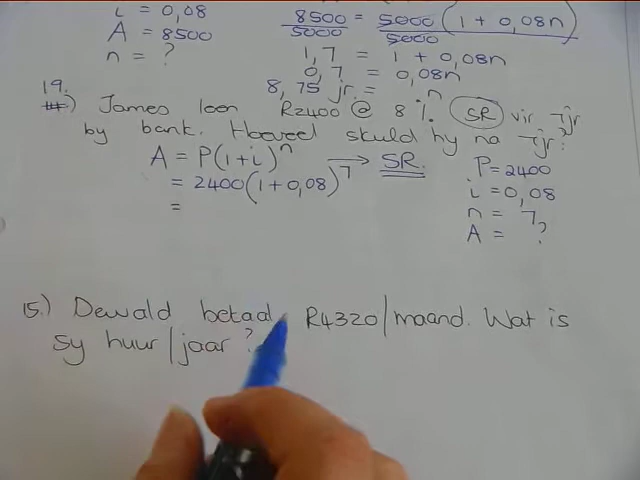 i = 0,08
A = 8500
n = ?
8500 = 5000 (1 + 0,08n)
5000 5000
1,7 = 1 + 0,08n
0,7 = 0,08n
8,75 jr. = n
19.
James leen R2400 @ 8 % SR vir 7jr
by bank. Hoeveel skuld hy na 7jr?
A = P(1+i)^n → SR.
= 2400(1+0,08)^7
=
P = 2400
i = 0,08
n = 7
A = ?
15.) Dewald betaal R4320/maand. Wat is
sy huur/jaar?